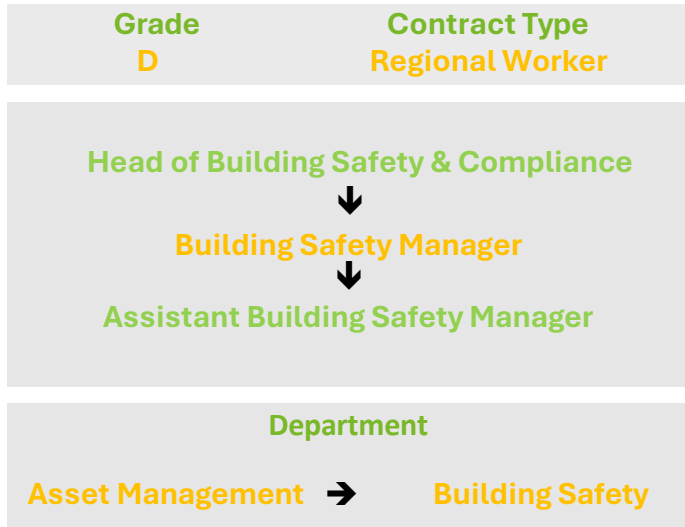 Grade Contract Type
D Regional Worker
Head of Building Safety & Compliance
Building Safety Manager
Assistant Building Safety Manager
Department
Asset Management → Building Safety